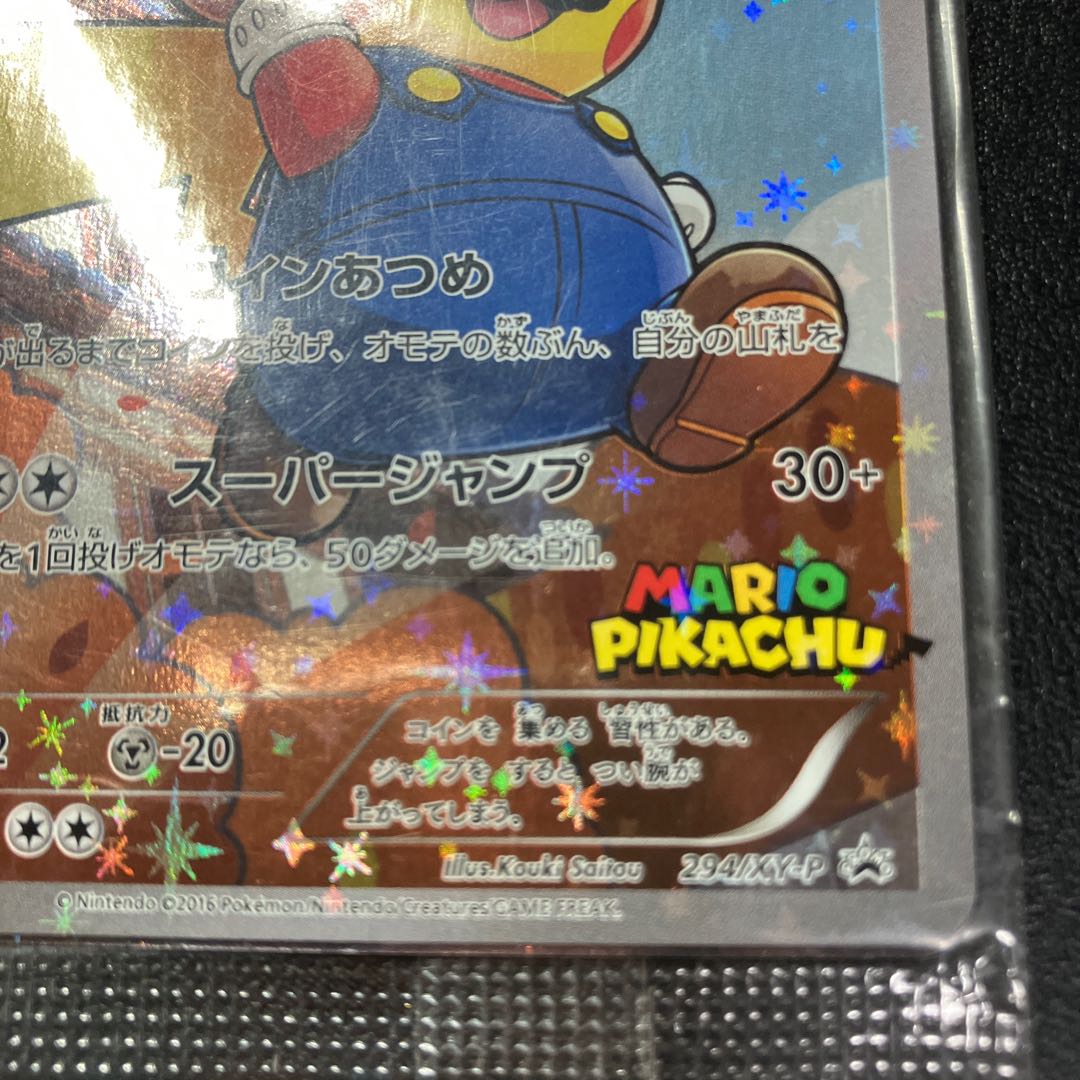 インあつめ
が出るまでコインを投げ、オモテの数ぶん、自分の山札を
スーパージャンプ 30+
を1回投げオモテなら、50ダメージを追加。
MARIO
PIKACHU
抵抗力
2 -20
コインを 集める 習性がある。
ジャンプを すると つい腕が
上がってしまう。
Illus.Kouki Saitou 294/XY-P
©Nintendo ©2016 Pokémon/Nintendo/Creatures/GAME FREAK.